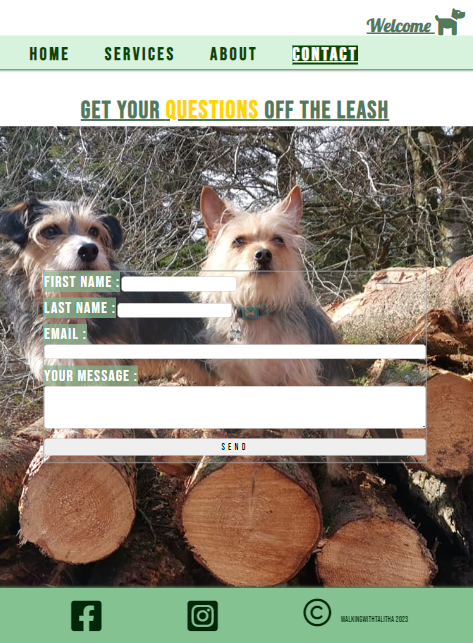 Welcome
HOME SERVICES ABOUT CONTACT
GET YOUR QUESTIONS OFF THE LEASH
FIRST NAME :
LAST NAME :
EMAIL :
YOUR MESSAGE :
SEND
WALKINGWITHTALITHA 2023